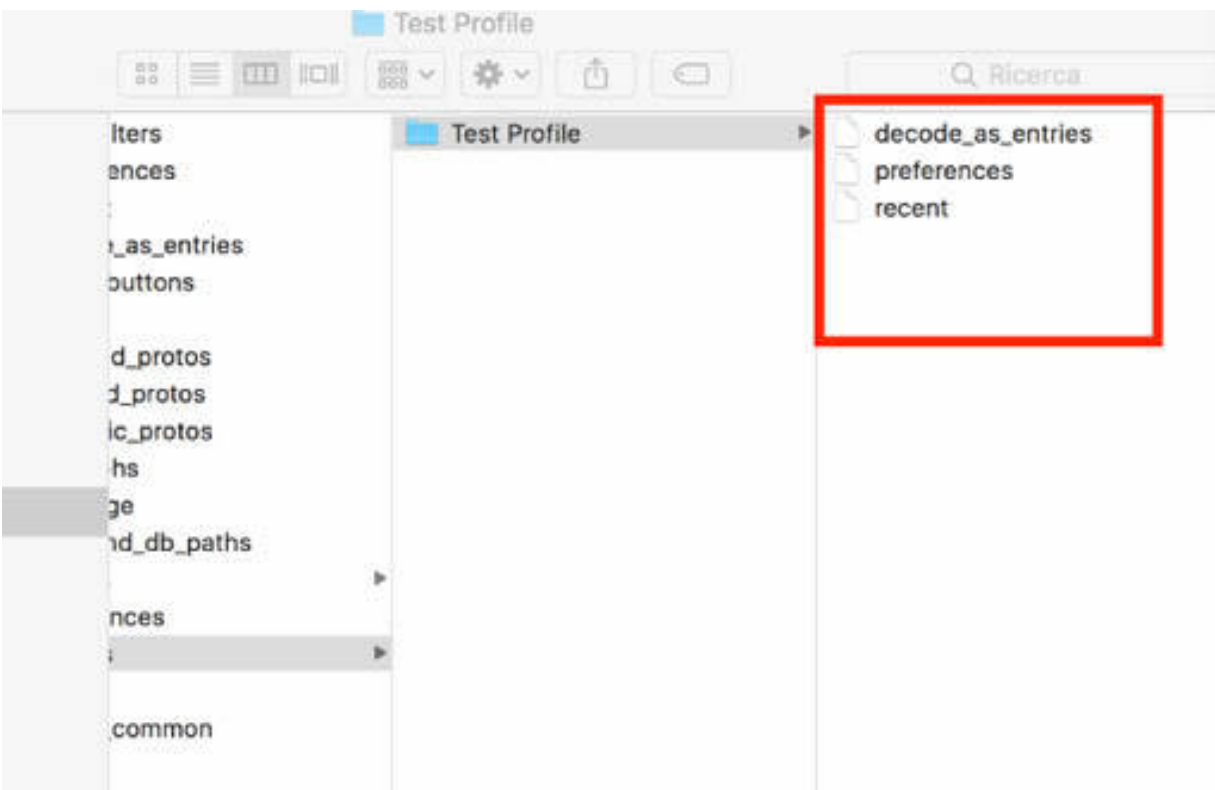 Test Profile
Ricerca
lters
ences
_as_entries
outtons
d_protos
d_protos
ic_protos
hs
ge
nd_db_paths
nces
common
Test Profile
decode_as_entries
preferences
recent